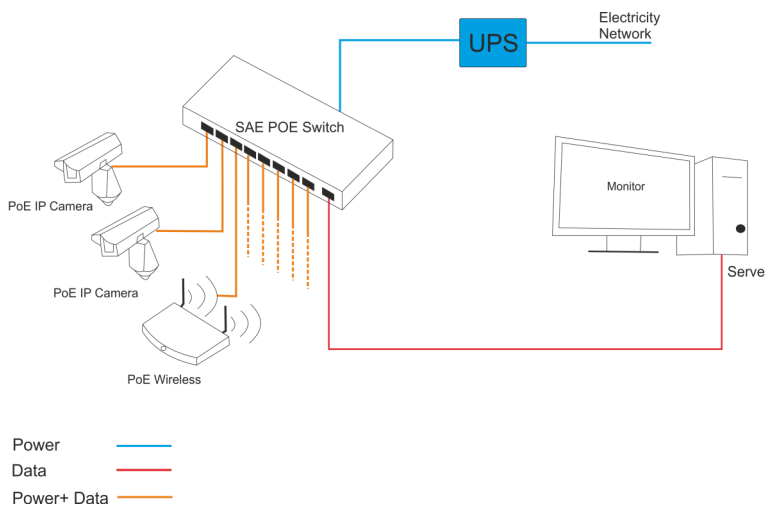 Electricity
Network
UPS
SAE POE Switch
Monitor
PoE IP Camera
Serve
PoE IP Camera
PoE Wireless
Power
Data
Power+ Data